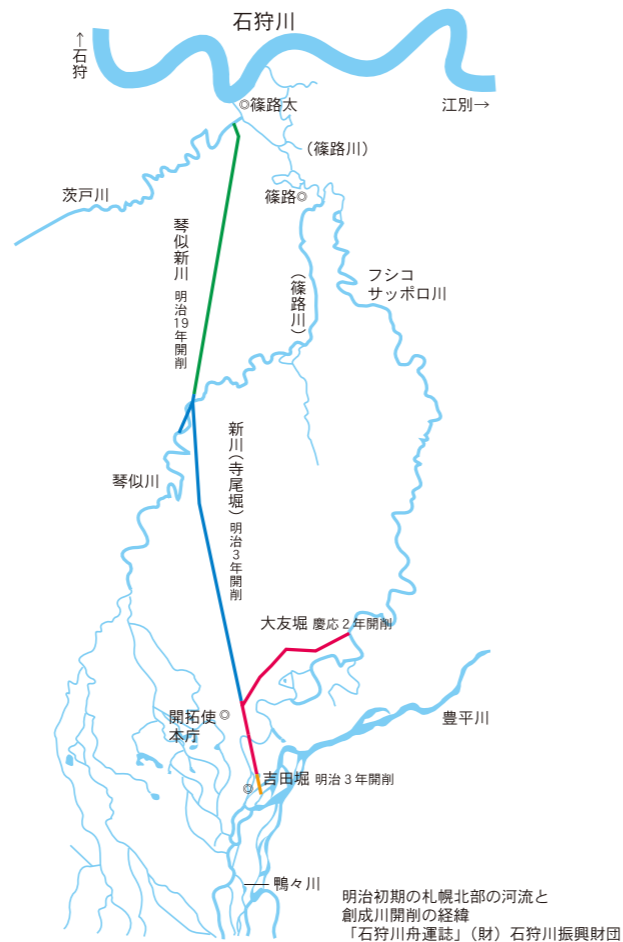 石狩川
←石狩
江別→
篠路太
(篠路川)
茨戸川
篠路
琴似新川 明治19年開削
(篠路川)
フシコ
サッポロ川
新川(寺尾堀) 明治3年開削
琴似川
大友堀 慶応2年開削
開拓使
本庁
豊平川
吉田堀 明治3年開削
鴨々川
明治初期の札幌北部の河流と
創成川開削の経緯
「石狩川舟運誌」(財)石狩川振興財団